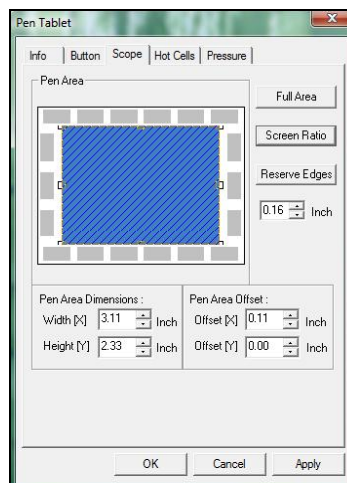 Pen Tablet
Info Button Scope Hot Cells Pressure
Pen Area
Full Area
Screen Ratio
Reserve Edges
0.16 Inch
Pen Area Dimensions : Pen Area Offset :
Width [X] 3.11 Inch Offset [X] 0.11 Inch
Height [Y] 2.33 Inch Offset [Y] 0.00 Inch
OK Cancel Apply